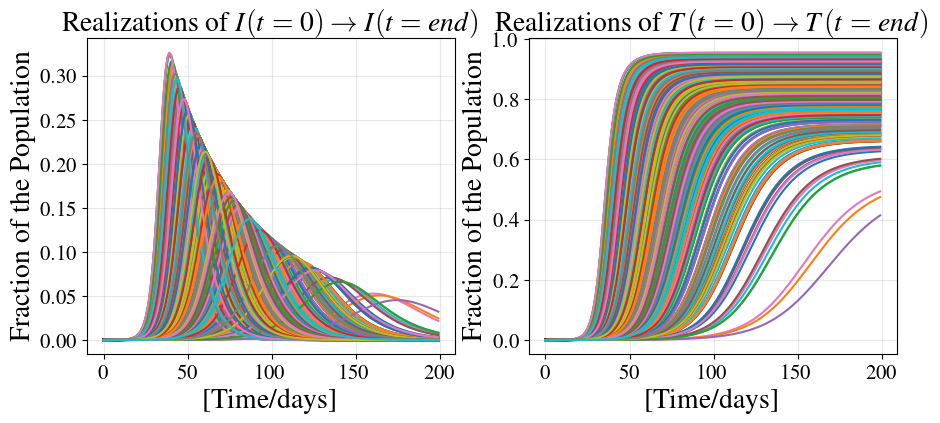 Realizations of I(t = 0) → I(t = end)
Fraction of the Population
0.30
0.25
0.20
0.15
0.10
0.05
0.00
0 50 100 150 200
[Time/days]
Realizations of T(t = 0) → T(t = end)
Fraction of the Population
1.0
0.8
0.6
0.4
0.2
0.0
0 50 100 150 200
[Time/days]